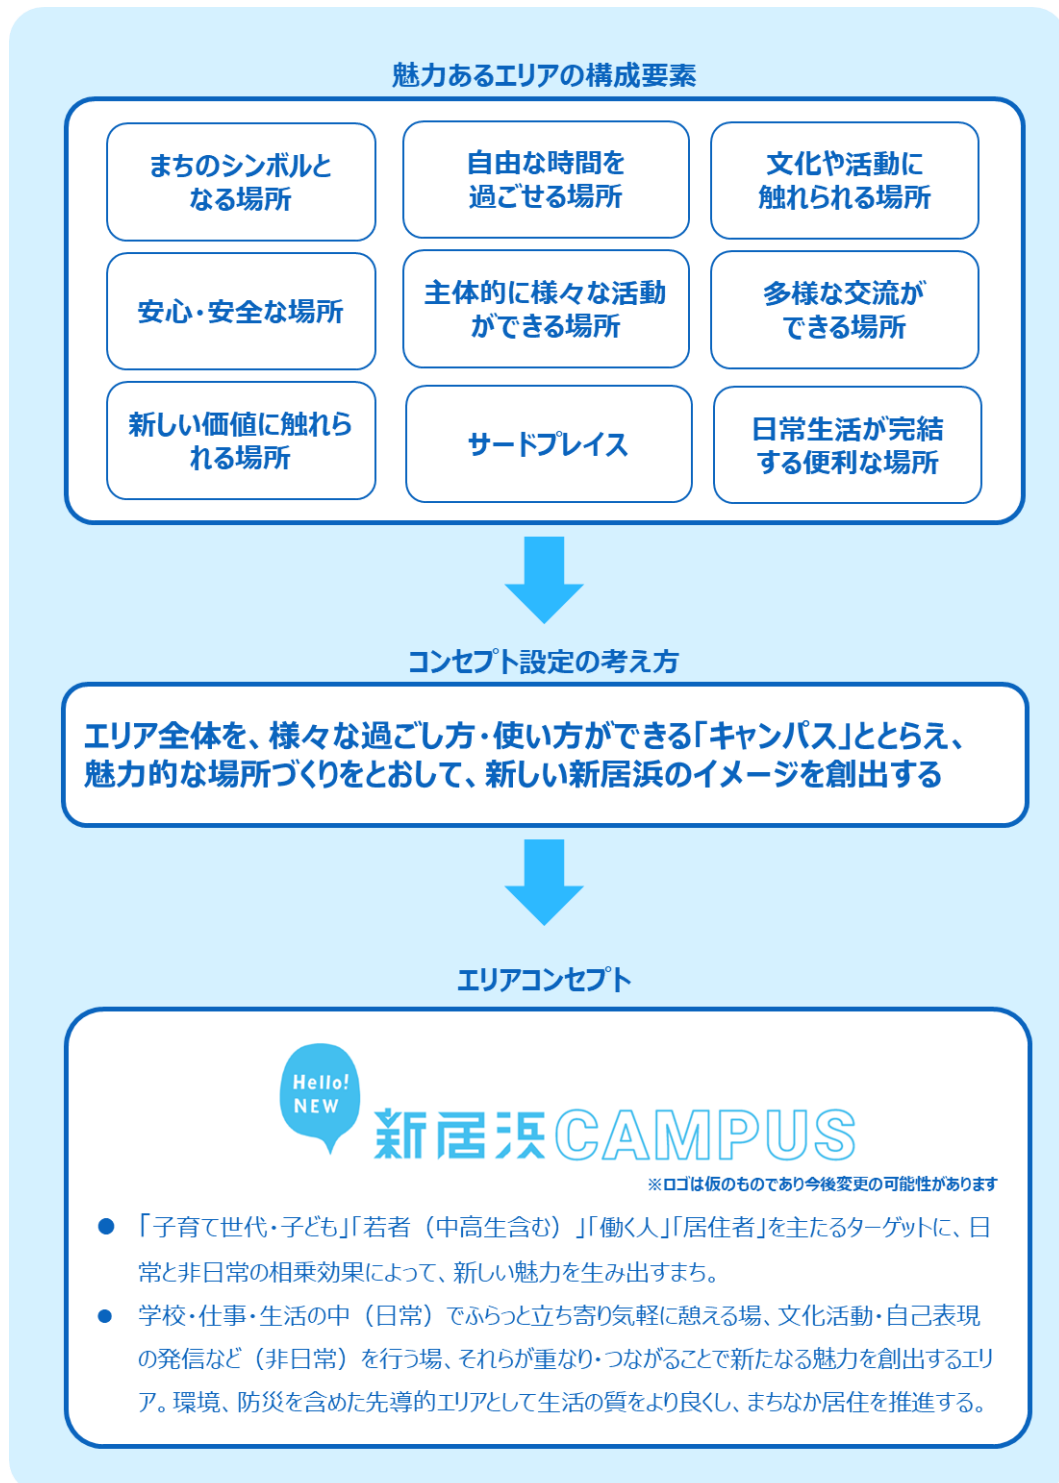 魅力あるエリアの構成要素
まちのシンボルと
なる場所
自由な時間を
過ごせる場所
文化や活動に
触れられる場所
安心・安全な場所
主体的に様々な活動
ができる場所
多様な交流が
できる場所
新しい価値に触れら
れる場所
サードプレイス
日常生活が完結
する便利な場所
コンセプト設定の考え方
エリア全体を、様々な過ごし方・使い方ができる「キャンパス」ととらえ、
魅力的な場所づくりをとおして、新しい新居浜のイメージを創出する
エリアコンセプト
Hello!
NEW
新居浜CAMPUS
※ロゴは仮のものであり今後変更の可能性があります
● 「子育て世代・子ども」「若者（中高生含む）」「働く人」「居住者」を主たるターゲットに、日
常と非日常の相乗効果によって、新しい魅力を生み出すまち。
● 学校・仕事・生活の中（日常）でふらっと立ち寄り気軽に憩える場、文化活動・自己表現
の発信など（非日常）を行う場、それらが重なり・つながることで新たなる魅力を創出するエリ
ア。環境、防災を含めた先導的エリアとして生活の質をより良くし、まちなか居住を推進する。